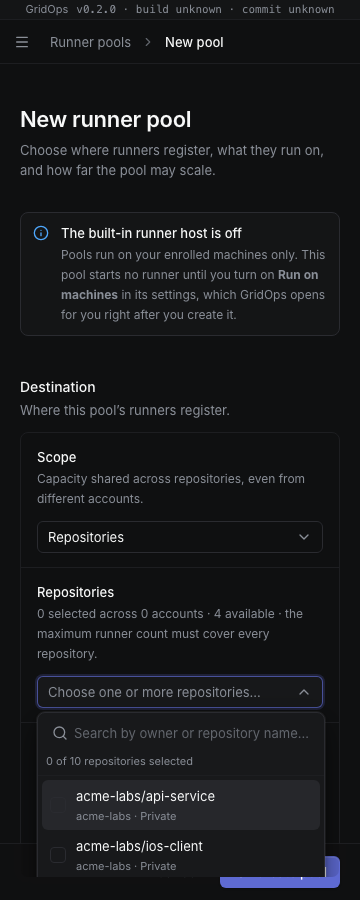 GridOps v0.2.0 · build unknown · commit unknown
Runner pools > New pool
New runner pool
Choose where runners register, what they run on,
and how far the pool may scale.
The built-in runner host is off
Pools run on your enrolled machines only. This
pool starts no runner until you turn on Run on
machines in its settings, which GridOps opens
for you right after you create it.
Destination
Where this pool's runners register.
Scope
Capacity shared across repositories, even from
different accounts.
Repositories
Repositories
0 selected across 0 accounts · 4 available · the
maximum runner count must cover every
repository.
Choose one or more repositories...
Search by owner or repository name...
0 of 10 repositories selected
acme-labs/api-service
acme-labs · Private
acme-labs/ios-client
acme-labs · Private